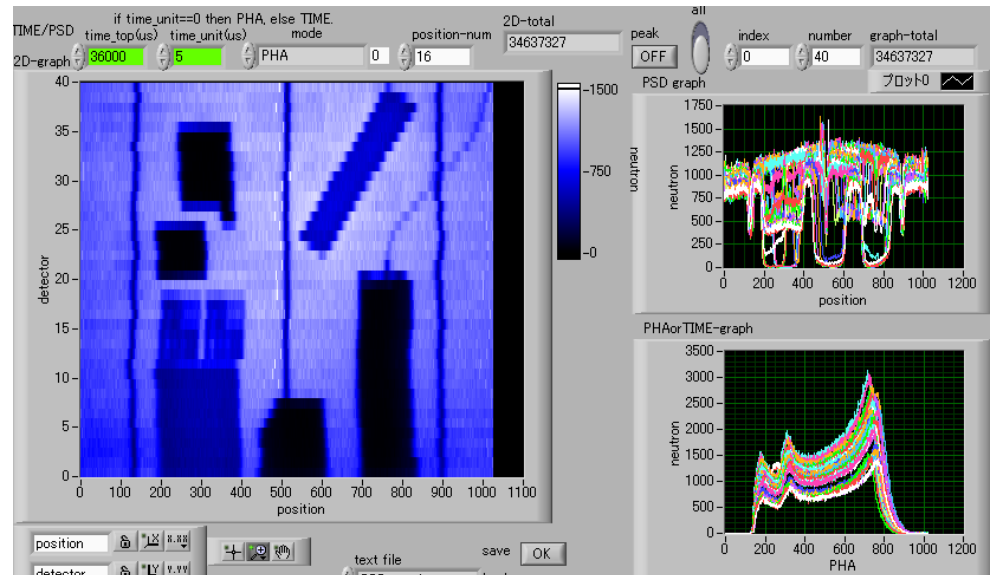 if time_unit==0 then PHA, else TIME.
TIME/PSD time_top(us) time_unit(us) mode position-num 2D-total
2D-graph 36000 5 PHA 0 16 34637327
all
peak index number graph-total
OFF 0 40 34637327
PSD graph プロット0
40
35
30
25
20
15
10
5
0
detector
0 100 200 300 400 500 600 700 800 900 1000 1100
position
1500
750
0
neutron
1750
1500
1250
1000
750
500
250
0
neutron
0 200 400 600 800 1000 1200
position
PHAorTIME-graph
3500
3000
2500
2000
1500
1000
500
0
neutron
0 200 400 600 800 1000 1200
PHA
position X X.XX
detector Y Y.YY
text file save OK